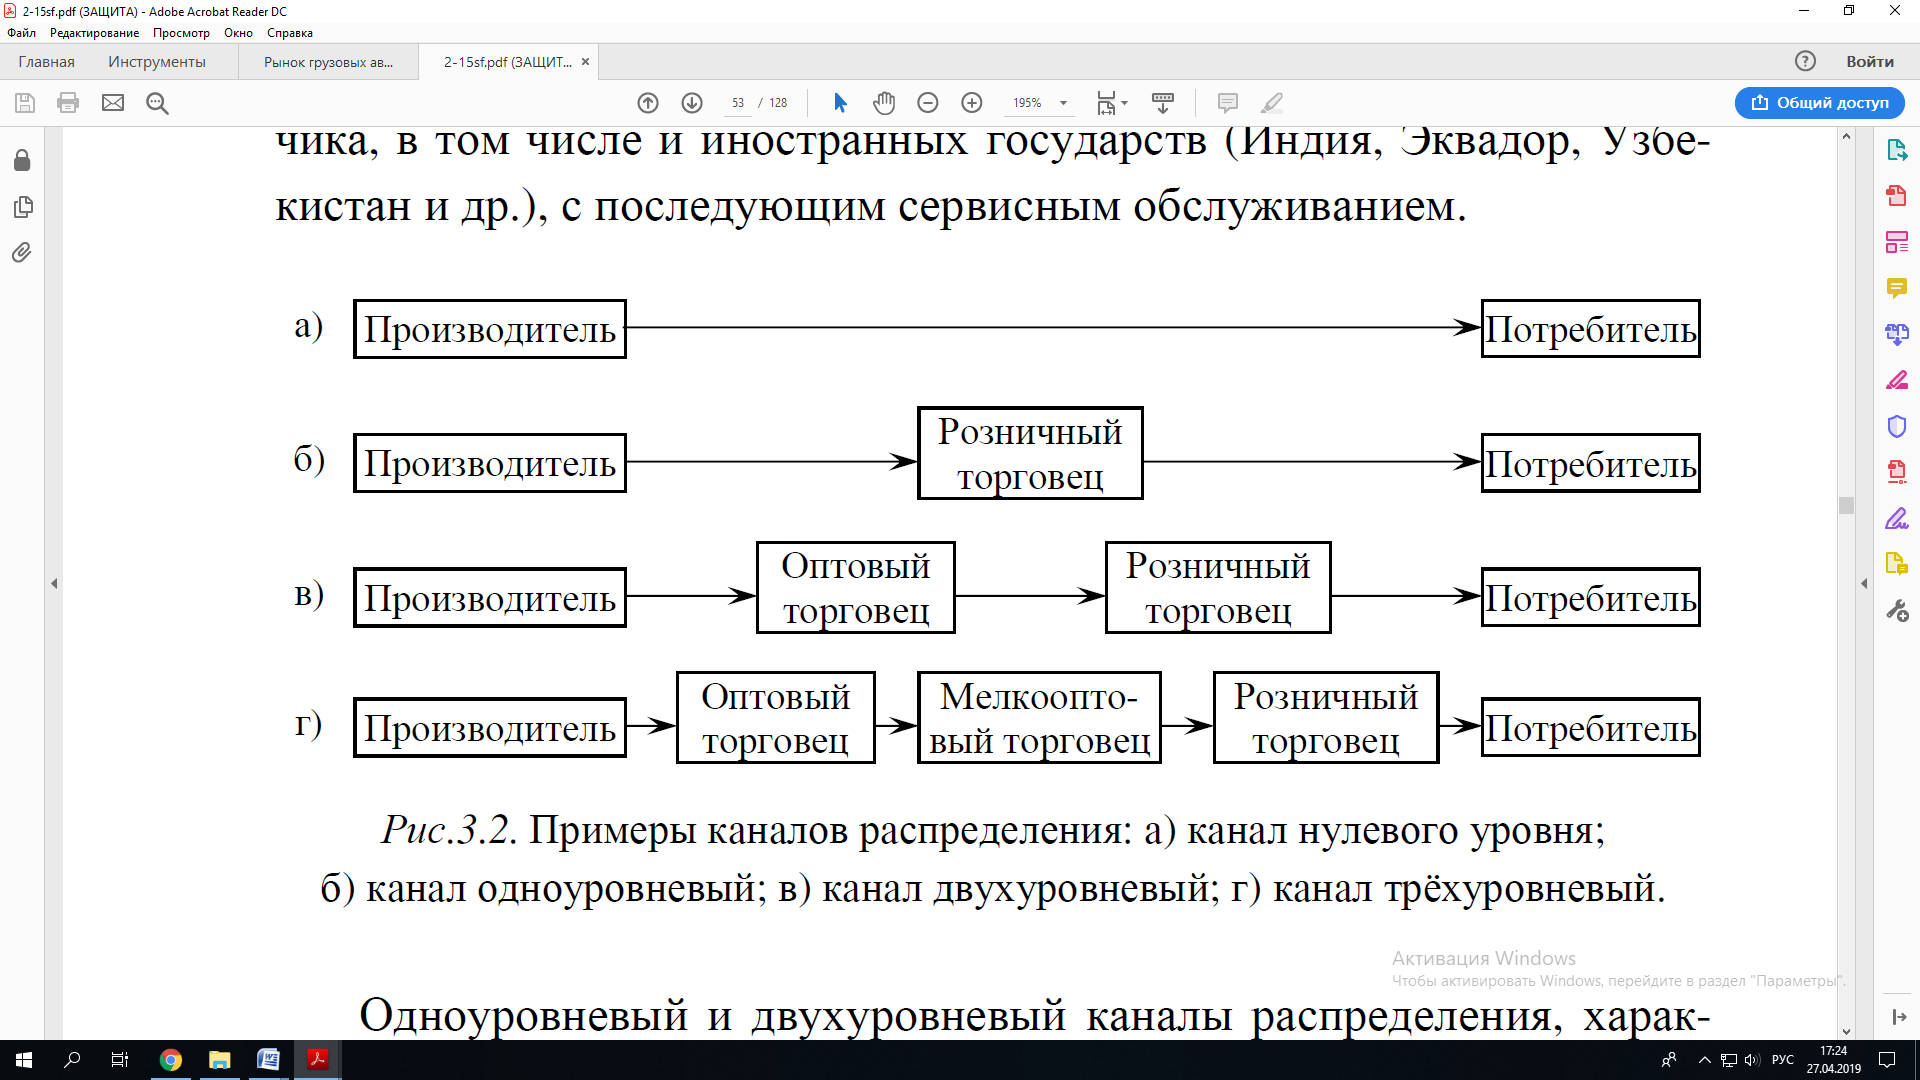 2-15sf.pdf (ЗАЩИТА) - Adobe Acrobat Reader DC
Файл Редактирование Просмотр Окно Справка
Главная Инструменты Рынок грузовых ав... 2-15sf.pdf (ЗАЩИТ... × Войти
53 / 128 195% Общий доступ
чика, в том числе и иностранных государств (Индия, Эквадор, Узбе-
кистан и др.), с последующим сервисным обслуживанием.
а) Производитель Потребитель
б) Производитель Розничный торговец Потребитель
в) Производитель Оптовый торговец Розничный торговец Потребитель
г) Производитель Оптовый торговец Мелкоопто-вый торговец Розничный торговец Потребитель
Рис.3.2. Примеры каналов распределения: а) канал нулевого уровня;
б) канал одноуровневый; в) канал двухуровневый; г) канал трёхуровневый.
Активация Windows
Чтобы активировать Windows, перейдите в раздел "Параметры".
Одноуровневый и двухуровневый каналы распределения, харак-
РУС 17:24
27.04.2019